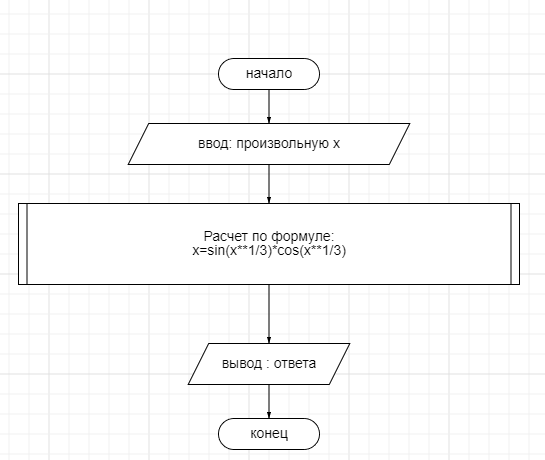 начало
ввод: произвольную x
Расчет по формуле:
x=sin(x**1/3)*cos(x**1/3)
вывод : ответа
конец